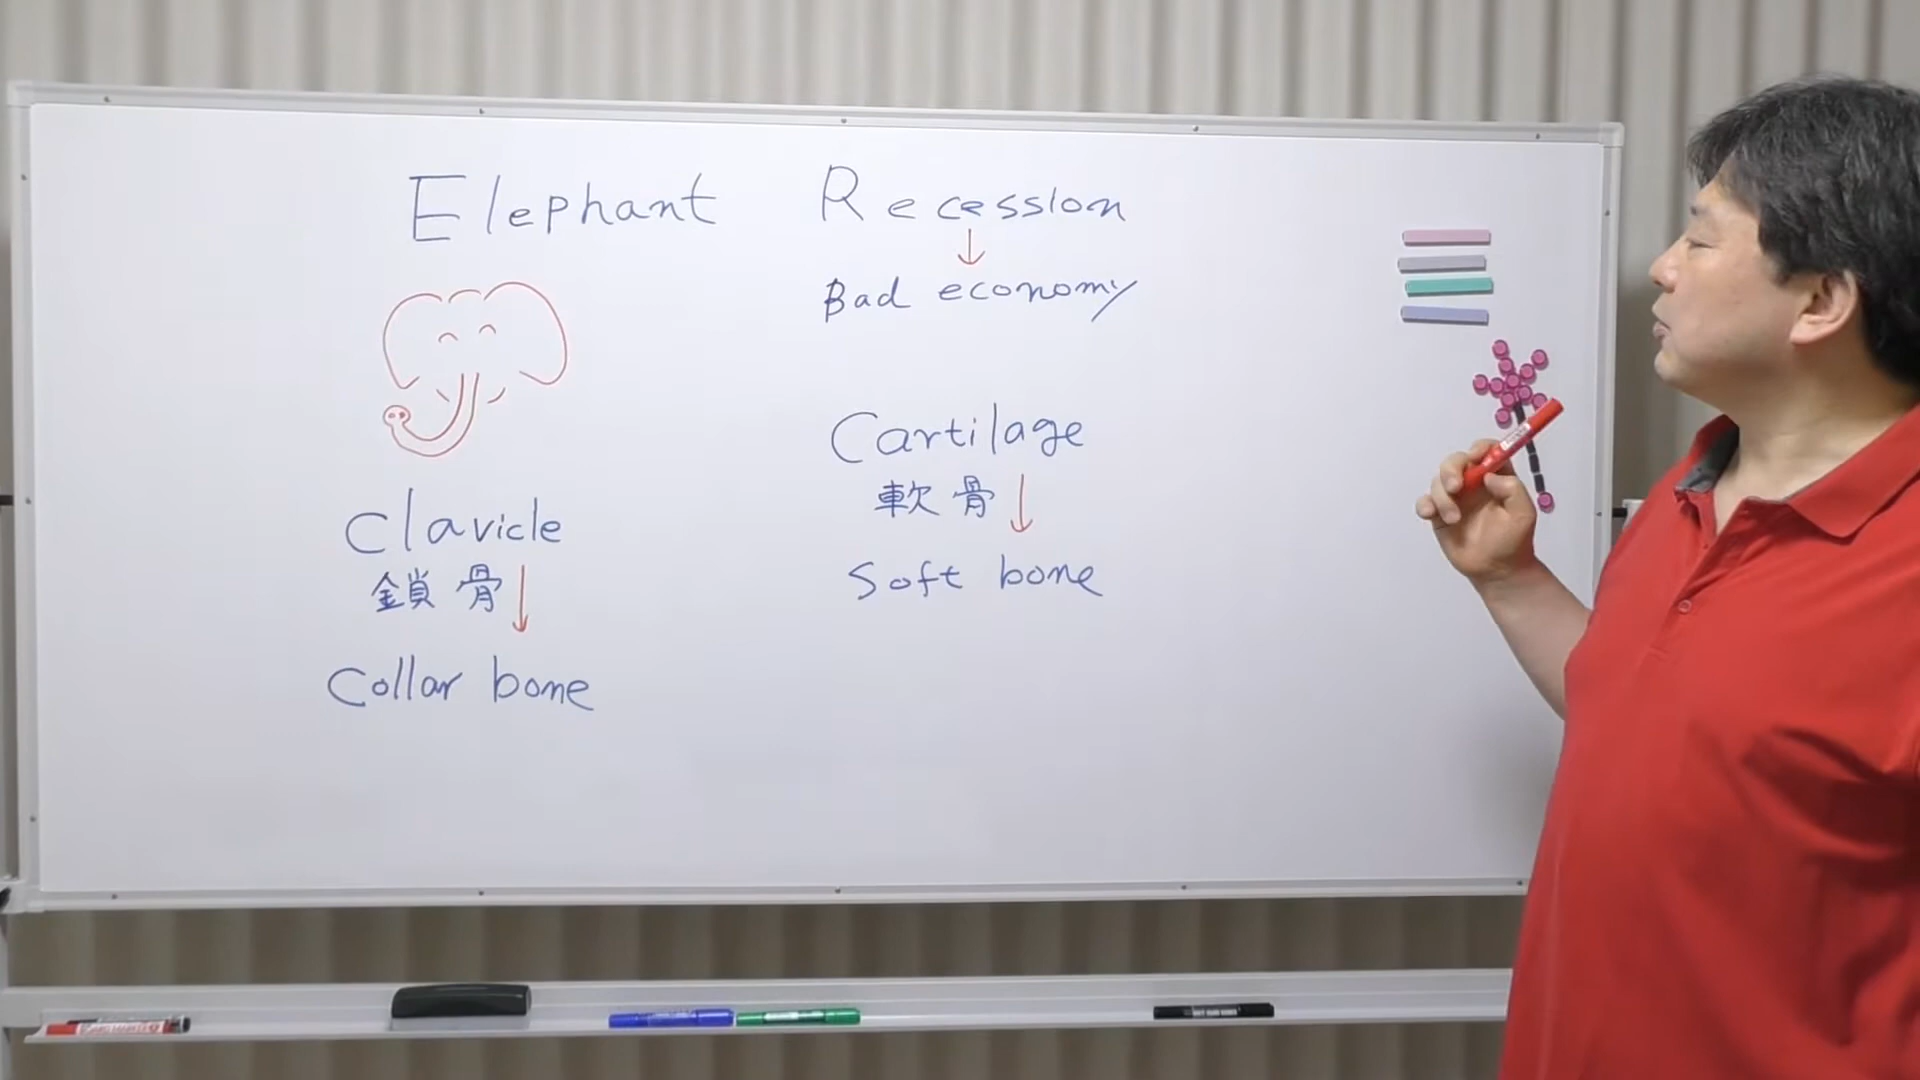 Elephant
Recession
Bad economy
Clavicle
鎖骨
Collar bone
Cartilage
軟骨
Soft bone